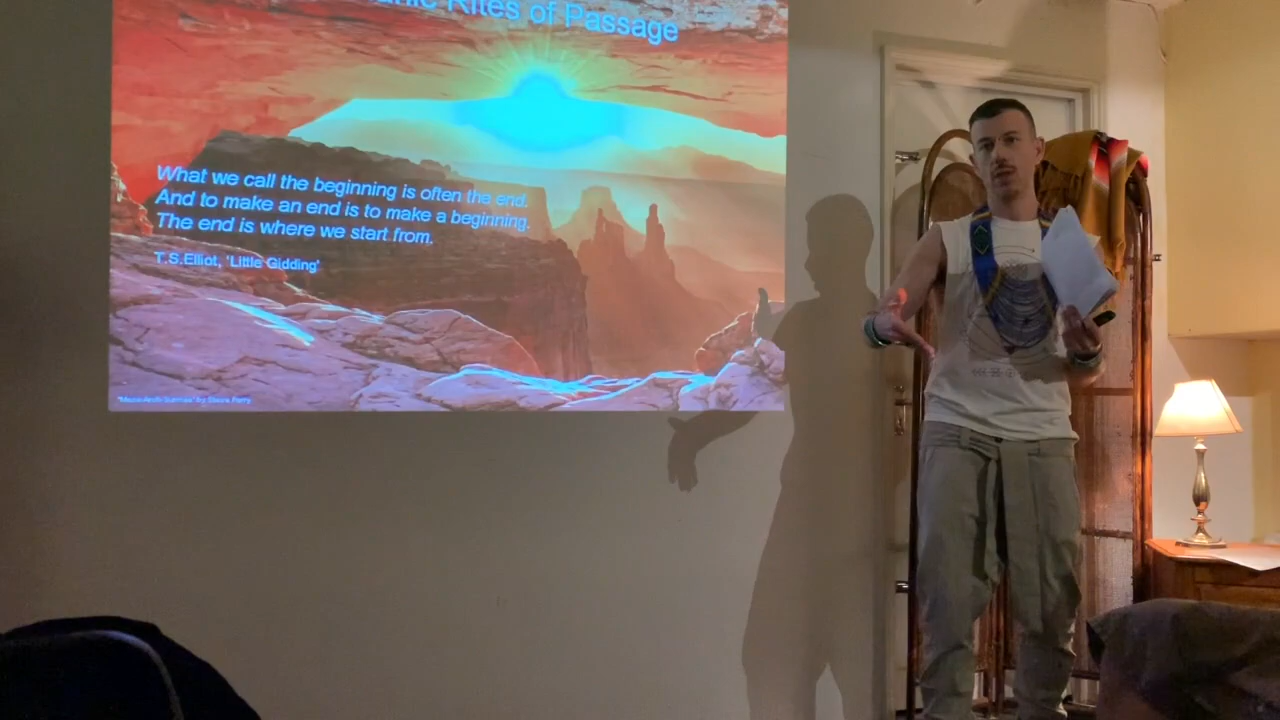 Rites of Passage
What we call the beginning is often the end.
And to make an end is to make a beginning.
The end is where we start from.
T.S.Elliot, 'Little Gidding'